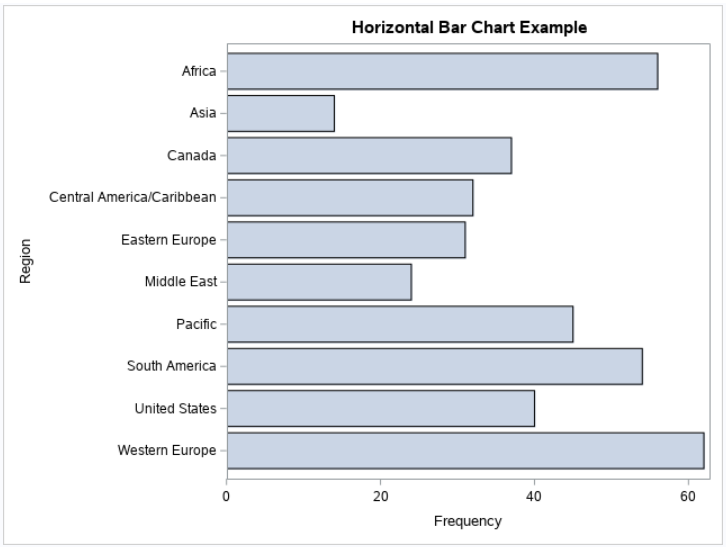 Horizontal Bar Chart Example
Region
Africa
Asia
Canada
Central America/Caribbean
Eastern Europe
Middle East
Pacific
South America
United States
Western Europe
0 20 40 60
Frequency